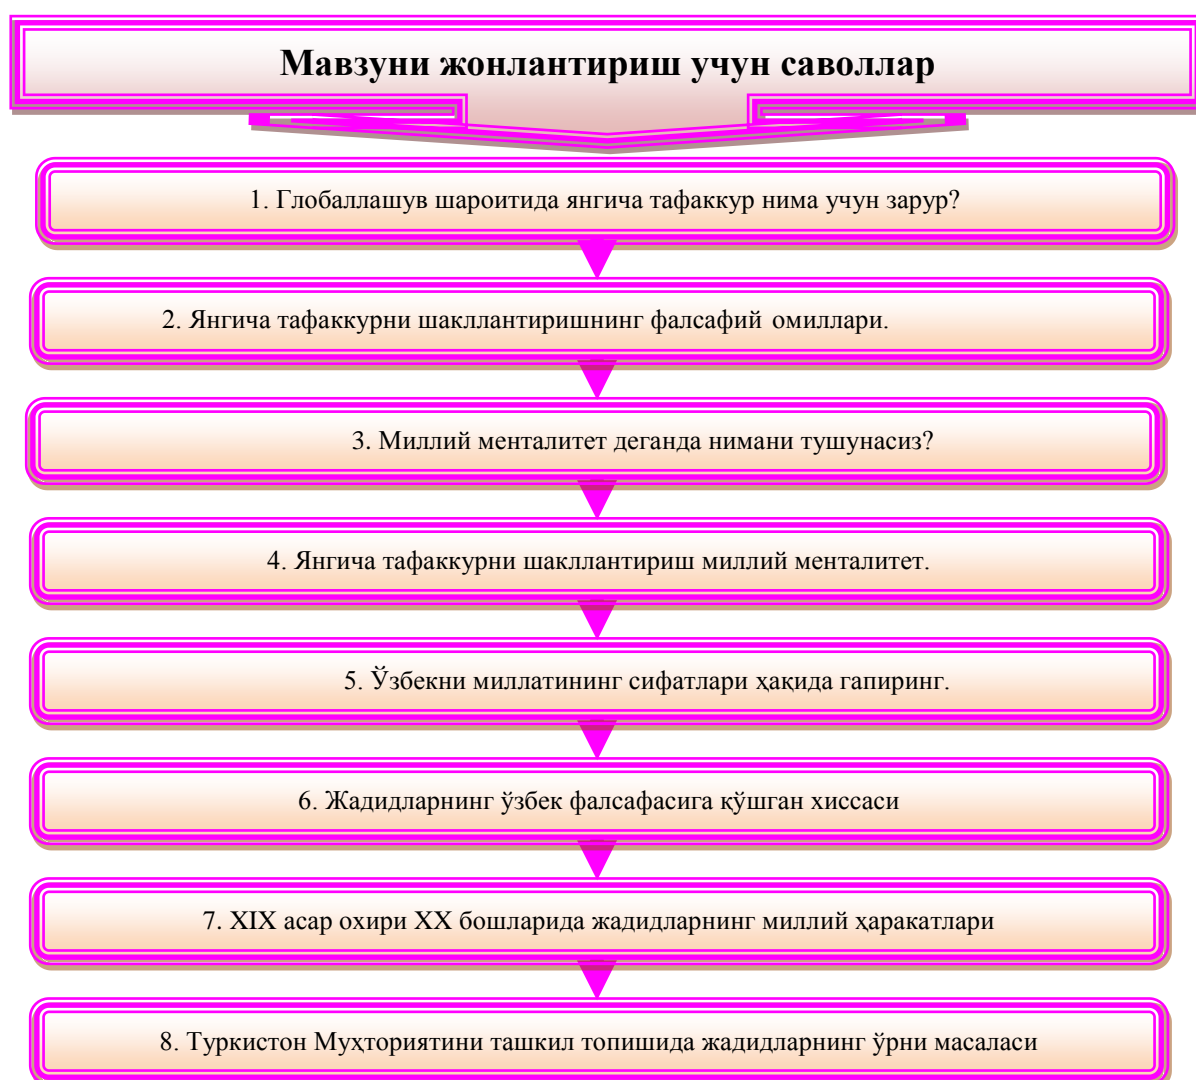 Мавзуни жонлантириш учун саволлар
1. Глобаллашув шароитида янгича тафаккур нима учун зарур?
2. Янгича тафаккурни шакллантиришнинг фалсафий омиллари.
3. Миллий менталитет деганда нимани тушунасиз?
4. Янгича тафаккурни шакллантириш миллий менталитет.
5. Ўзбекни миллатининг сифатлари ҳақида гапиринг.
6. Жадидларнинг ўзбек фалсафасига қўшган хиссаси
7. XIX асар охири XX бошларида жадидларнинг миллий ҳаракатлари
8. Туркистон Муҳториятини ташкил топишида жадидларнинг ўрни масаласи